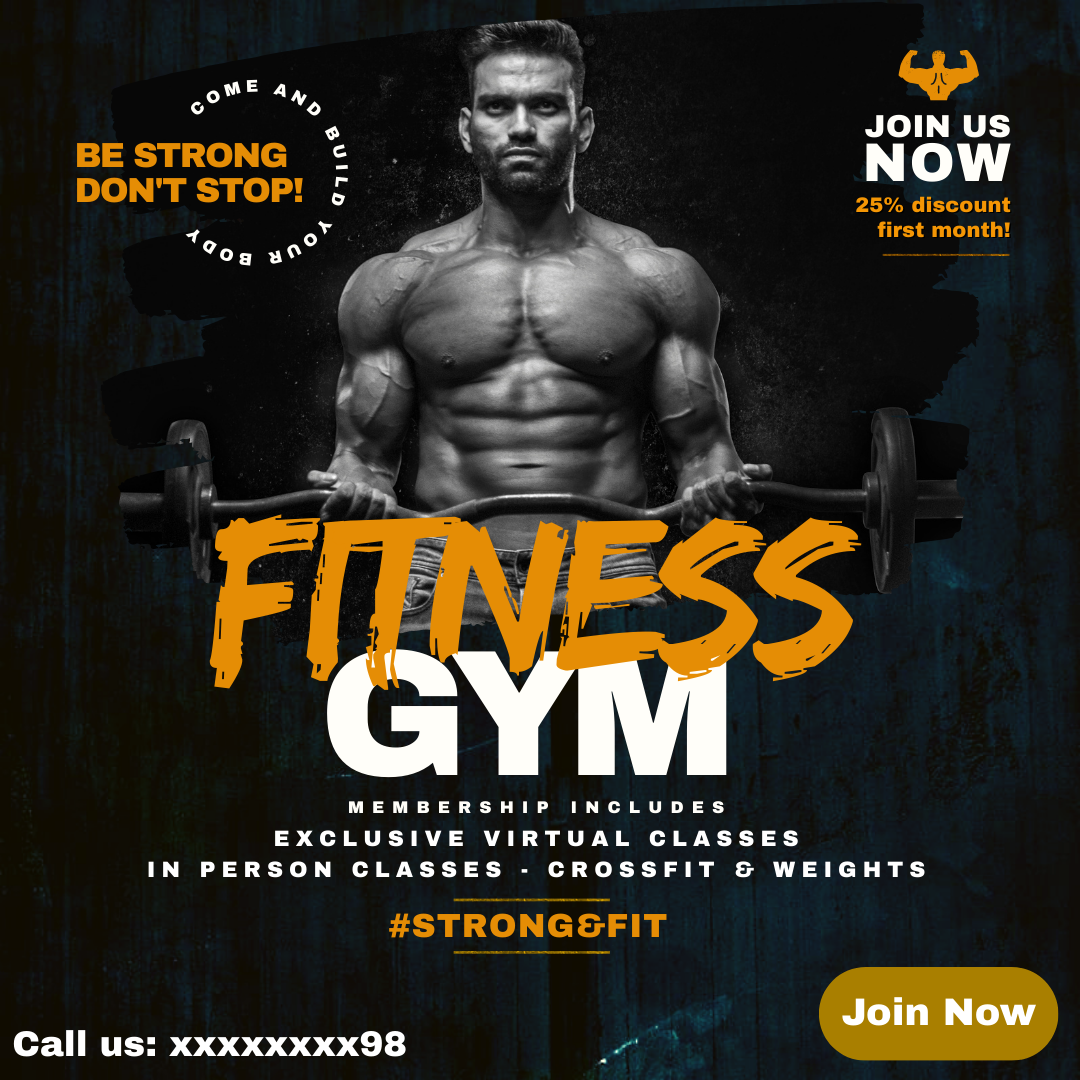 COME AND BUILD YOUR BODY
BE STRONG
DON'T STOP!
JOIN US
NOW
25% discount
first month!
FITNESS
GYM
MEMBERSHIP INCLUDES
EXCLUSIVE VIRTUAL CLASSES
IN PERSON CLASSES - CROSSFIT & WEIGHTS
#STRONG&FIT
Call us: xxxxxxxx98
Join Now